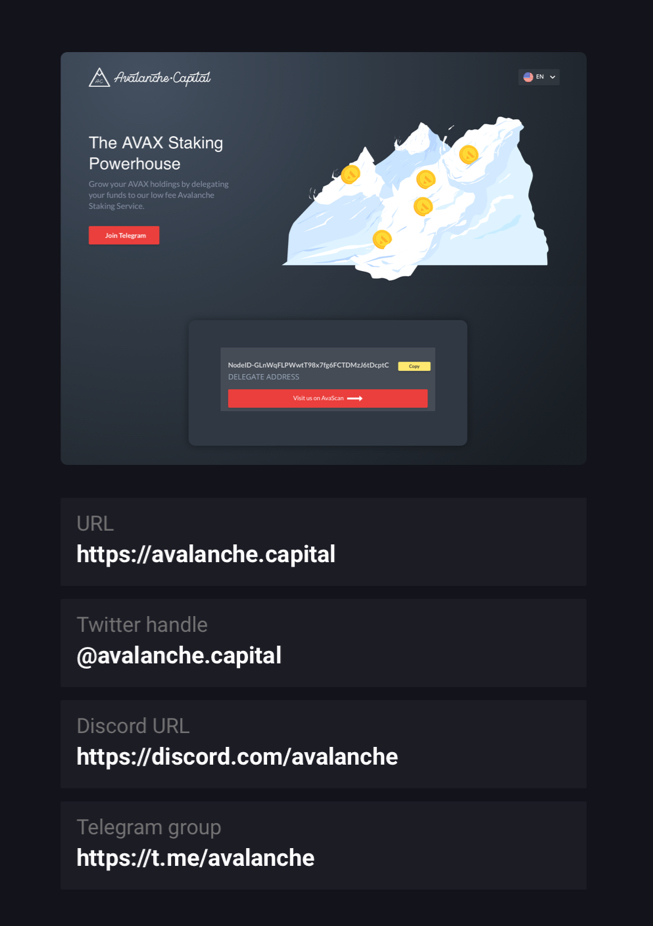 Avalanche·Capital
EN
The AVAX Staking
Powerhouse
Grow your AVAX holdings by delegating
your funds to our low fee Avalanche
Staking Service.
Join Telegram
NodeID-GLnWqFLPWwtT98x7fg6FCTDMzJ6tDcptC
Copy
DELEGATE ADDRESS
Visit us on AvaScan
URL
https://avalanche.capital
Twitter handle
@avalanche.capital
Discord URL
https://discord.com/avalanche
Telegram group
https://t.me/avalanche